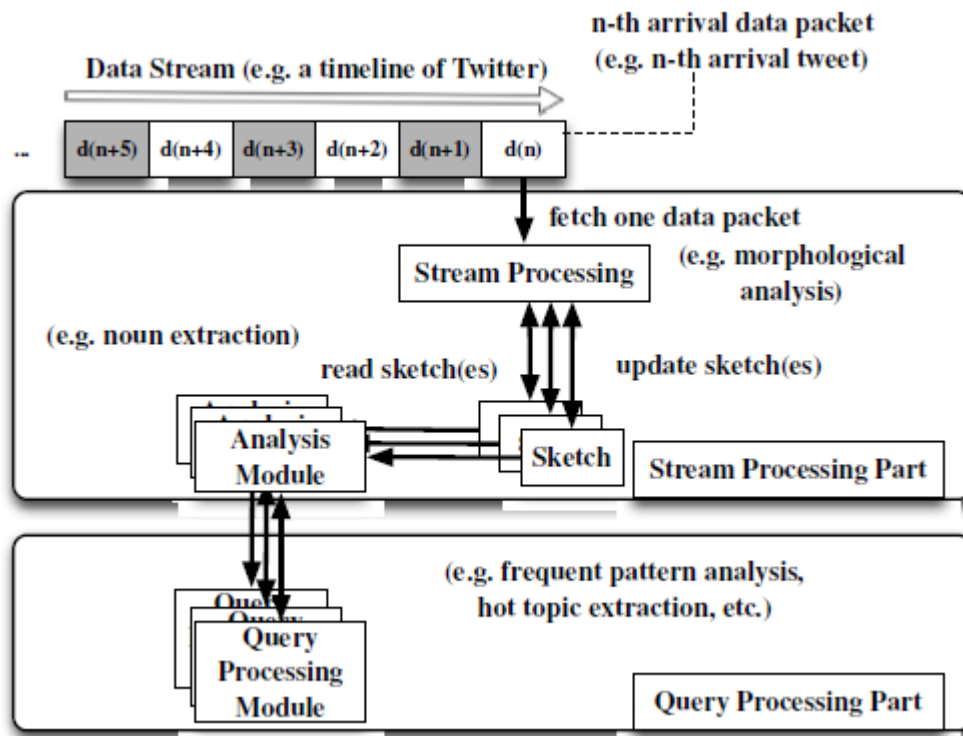 n-th arrival data packet
(e.g. n-th arrival tweet)
Data Stream (e.g. a timeline of Twitter)
... d(n+5) d(n+4) d(n+3) d(n+2) d(n+1) d(n)
fetch one data packet
Stream Processing
(e.g. morphological
analysis)
(e.g. noun extraction)
read sketch(es)
update sketch(es)
Analysis
Module
Sketch
Stream Processing Part
(e.g. frequent pattern analysis,
hot topic extraction, etc.)
Query
Query
Query
Processing
Module
Query Processing Part